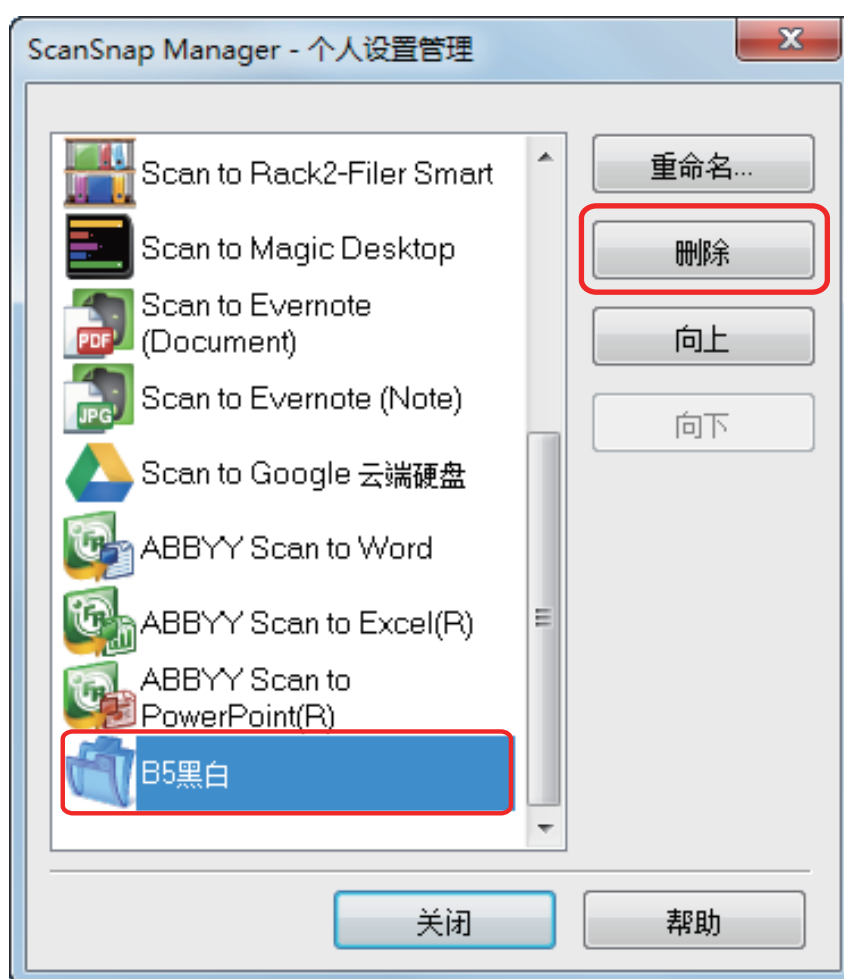 ScanSnap Manager - 个人设置管理
Scan to Rack2-Filer Smart
Scan to Magic Desktop
Scan to Evernote
(Document)
PDF
Scan to Evernote (Note)
JPG
Scan to Google 云端硬盘
ABBYY Scan to Word
ABBYY Scan to Excel(R)
ABBYY Scan to
PowerPoint(R)
B5黑白
重命名...
删除
向上
向下
关闭
帮助